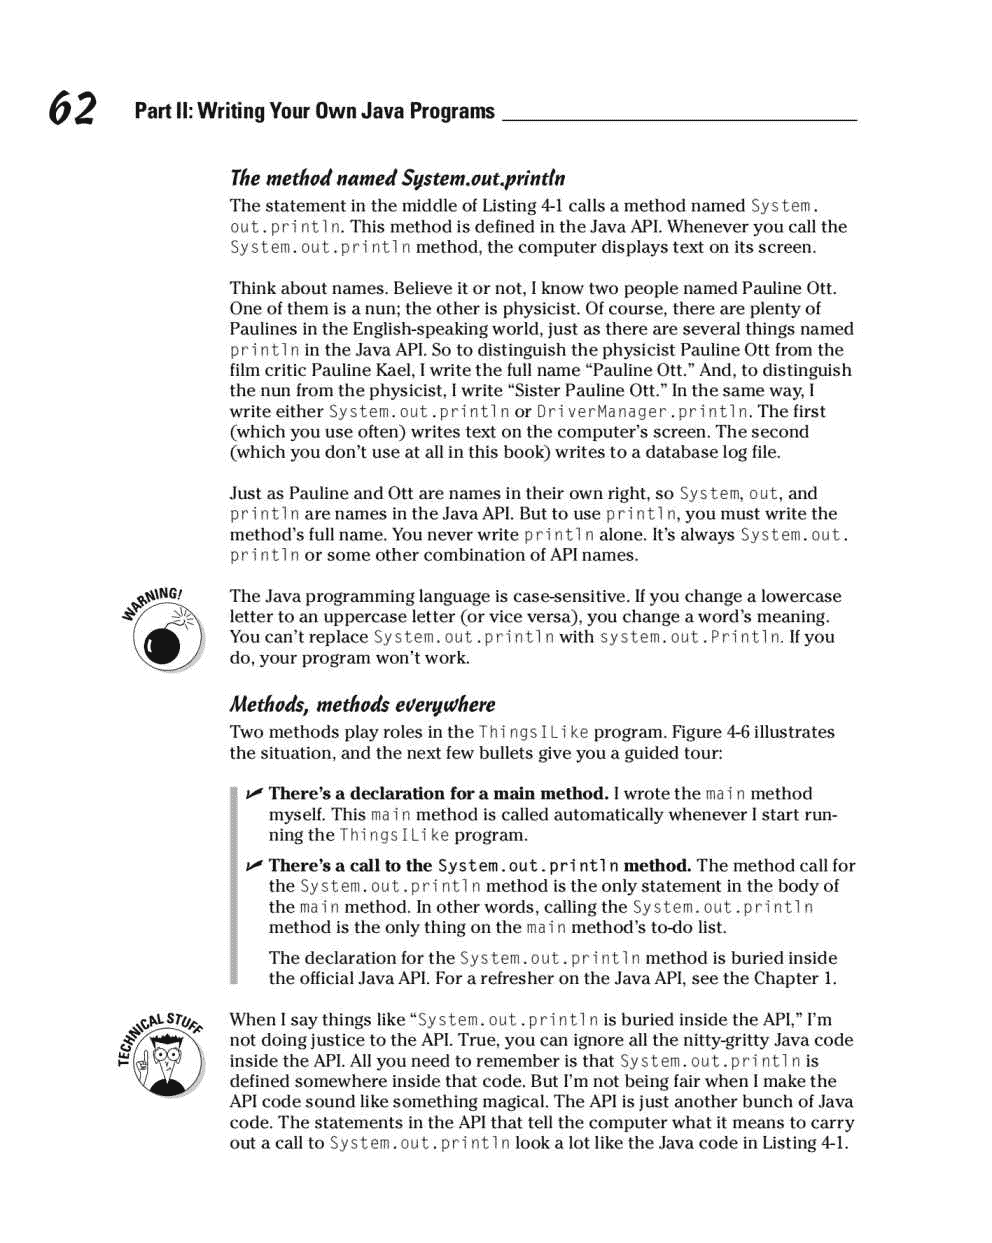 62 Part II: Writing Your Own Java Programs
The method named System.out.println
The statement in the middle of Listing 4-1 calls a method named System.
out.println. This method is defined in the Java API. Whenever you call the
System.out.println method, the computer displays text on its screen.
Think about names. Believe it or not, I know two people named Pauline Ott.
One of them is a nun; the other is physicist. Of course, there are plenty of
Paulines in the English-speaking world, just as there are several things named
println in the Java API. So to distinguish the physicist Pauline Ott from the
film critic Pauline Kael, I write the full name “Pauline Ott.” And, to distinguish
the nun from the physicist, I write “Sister Pauline Ott.” In the same way, I
write either System.out.println or DriverManager.println. The first
(which you use often) writes text on the computer’s screen. The second
(which you don’t use at all in this book) writes to a database log file.
Just as Pauline and Ott are names in their own right, so System, out, and
println are names in the Java API. But to use println, you must write the
method’s full name. You never write println alone. It’s always System.out.
println or some other combination of API names.
WARNING!
The Java programming language is case-sensitive. If you change a lowercase
letter to an uppercase letter (or vice versa), you change a word’s meaning.
You can’t replace System.out.println with system.out.Println. If you
do, your program won’t work.
Methods, methods everywhere
Two methods play roles in the ThingsILike program. Figure 4-6 illustrates
the situation, and the next few bullets give you a guided tour:
✓ There’s a declaration for a main method. I wrote the main method
myself. This main method is called automatically whenever I start run-
ning the ThingsILike program.
✓ There’s a call to the System.out.println method. The method call for
the System.out.println method is the only statement in the body of
the main method. In other words, calling the System.out.println
method is the only thing on the main method’s to-do list.
The declaration for the System.out.println method is buried inside
the official Java API. For a refresher on the Java API, see the Chapter 1.
TECHNICAL STUFF
When I say things like “System.out.println is buried inside the API,” I’m
not doing justice to the API. True, you can ignore all the nitty-gritty Java code
inside the API. All you need to remember is that System.out.println is
defined somewhere inside that code. But I’m not being fair when I make the
API code sound like something magical. The API is just another bunch of Java
code. The statements in the API that tell the computer what it means to carry
out a call to System.out.println look a lot like the Java code in Listing 4-1.